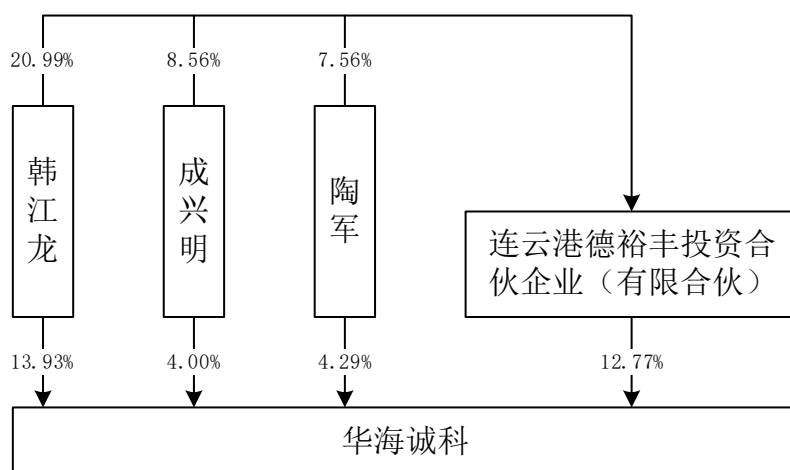 20.99%
8.56%
7.56%
韩江龙
成兴明
陶军
连云港德裕丰投资合
伙企业（有限合伙）
13.93%
4.00%
4.29%
12.77%
华海诚科